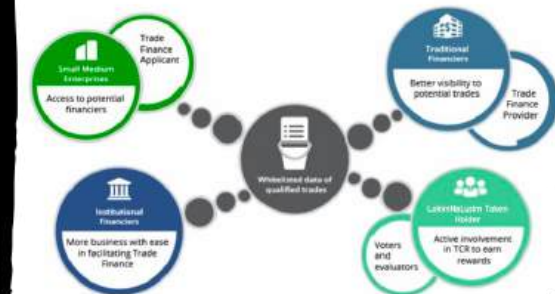 Small Medium
Enterprises
Access to potential
financiers
Trade
Finance
Applicant
Traditional
Financiers
Better visibility to
potential trades
Trade
Finance
Provider
Whitelisted data of
qualified trades
Institutional
Financiers
More business with ease
in facilitating Trade
Finance
Token
Holder
Active involvement
in TCR to earn
rewards
Voters
and
evaluators